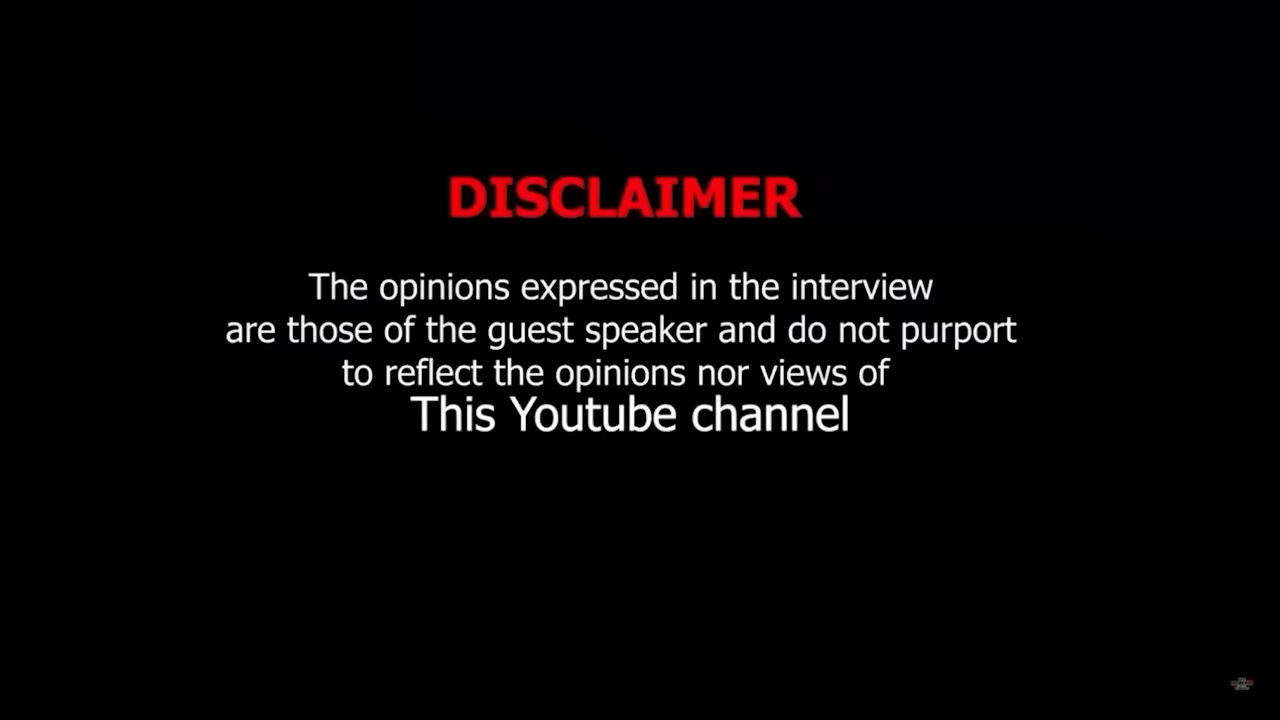 DISCLAIMER
The opinions expressed in the interview
are those of the guest speaker and do not purport
to reflect the opinions nor views of
This Youtube channel